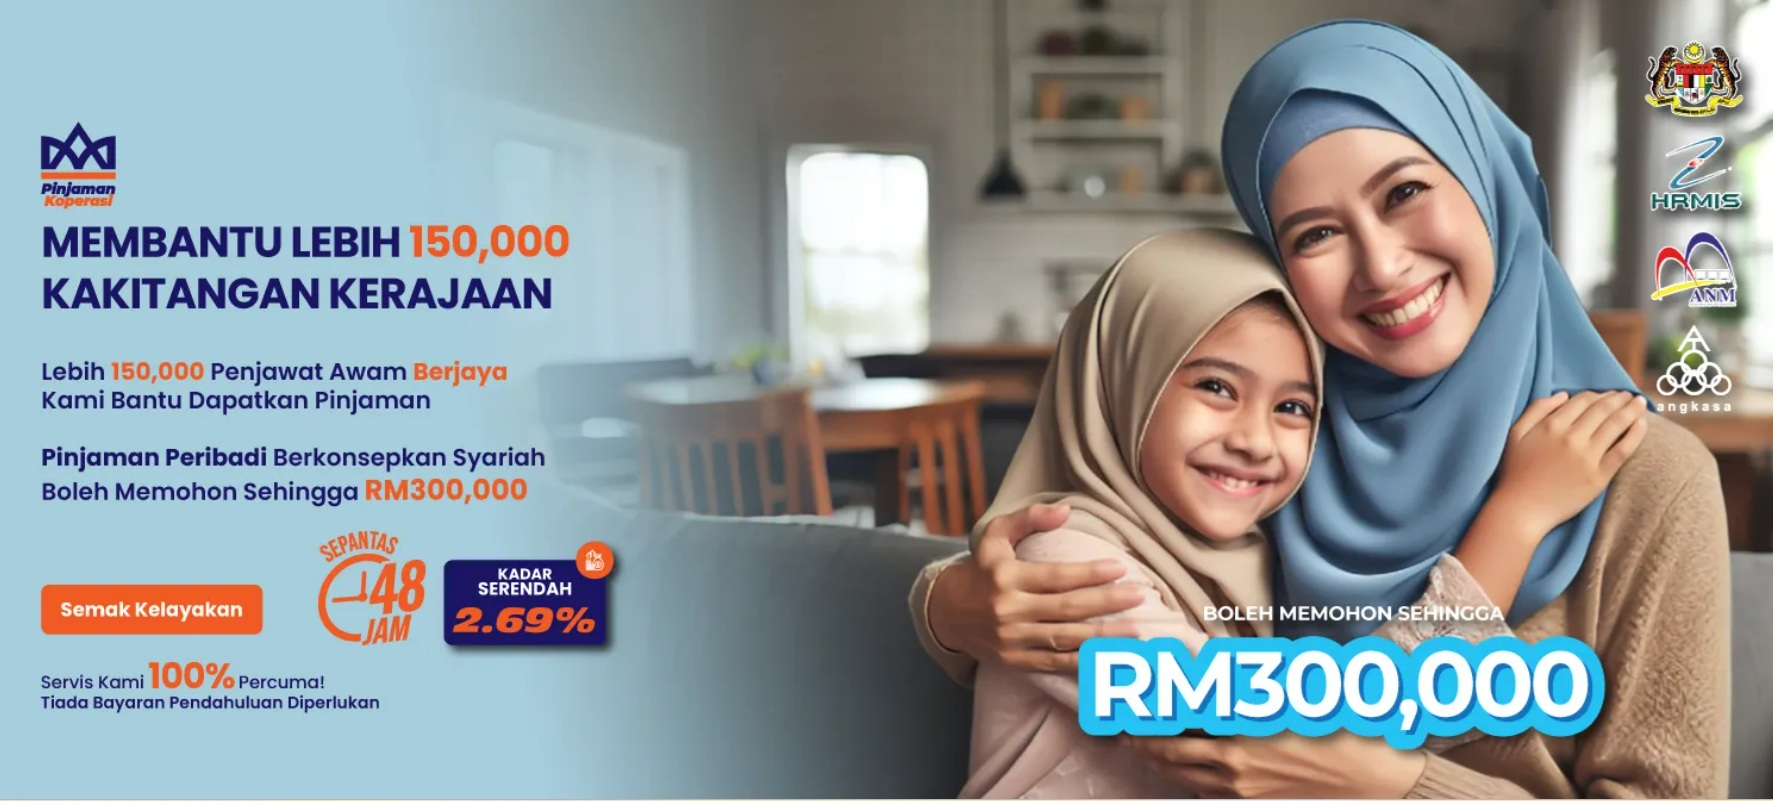 Pinjaman
Koperasi
MEMBANTU LEBIH 150,000
KAKITANGAN KERAJAAN
Lebih 150,000 Penjawat Awam Berjaya
Kami Bantu Dapatkan Pinjaman
Pinjaman Peribadi Berkonsepkan Syariah
Boleh Memohon Sehingga RM300,000
Semak Kelayakan
SEPANTAS
48
JAM
KADAR
SERENDAH
2.69%
Servis Kami 100% Percuma!
Tiada Bayaran Pendahuluan Diperlukan
HRMIS
ANM
angkasa
BOLEH MEMOHON SEHINGGA
RM300,000